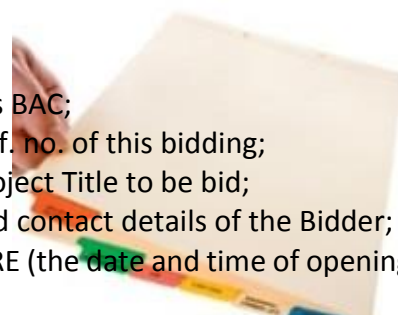 s BAC;
f. no. of this bidding;
oject Title to be bid;
d contact details of the Bidder;
RE (the date and time of opening